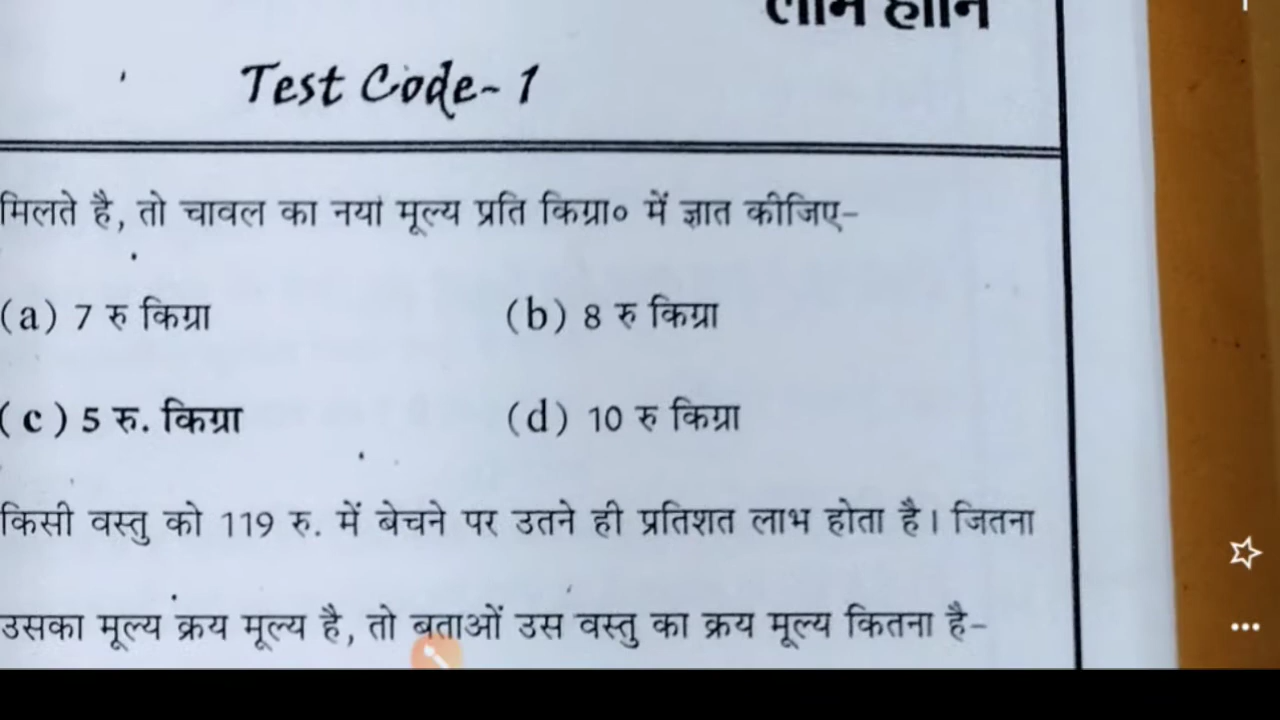 लाभ हानि
Test Code- 1
मिलते है, तो चावल का नया मूल्य प्रति किग्रा० में ज्ञात कीजिए-
(a) 7 रु किग्रा (b) 8 रु किग्रा
(c) 5 रु. किग्रा (d) 10 रु किग्रा
किसी वस्तु को 119 रु. में बेचने पर उतने ही प्रतिशत लाभ होता है। जितना
उसका मूल्य क्रय मूल्य है, तो बताओं उस वस्तु का क्रय मूल्य कितना है-